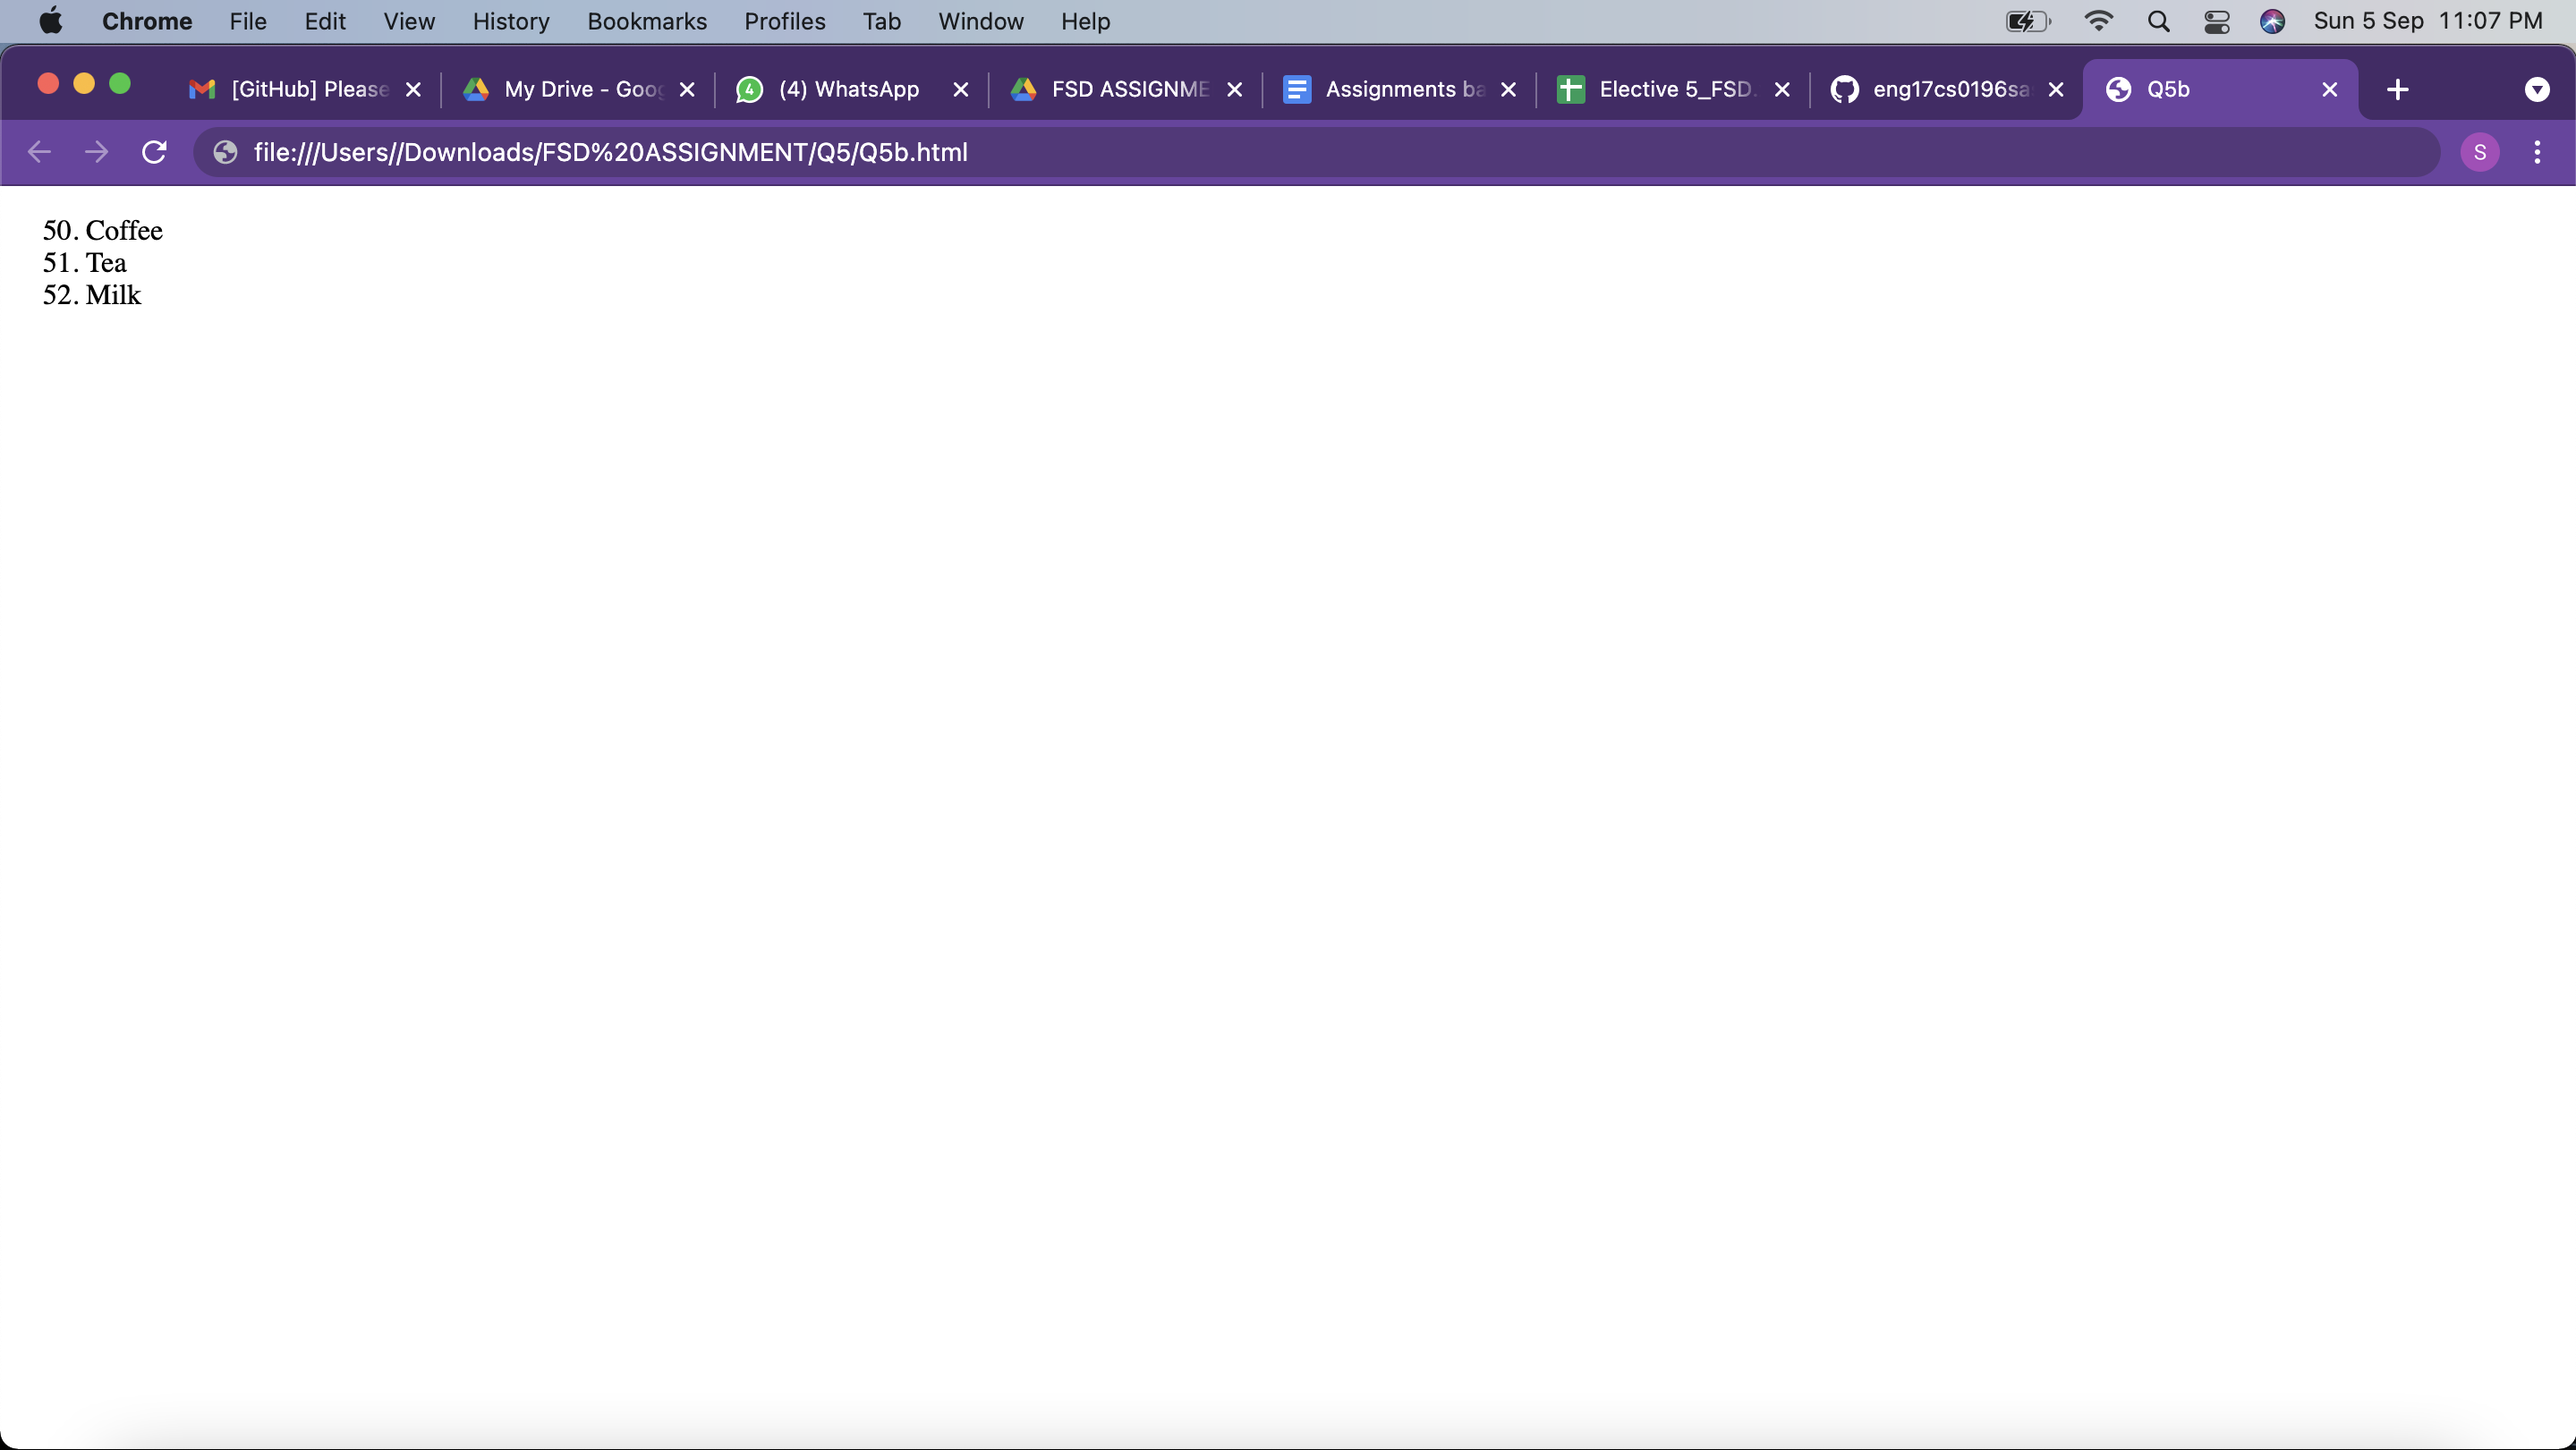 Chrome File Edit View History Bookmarks Profiles Tab Window Help Sun 5 Sep 11:07 PM
[GitHub] Please My Drive - Goog 4 (4) WhatsApp FSD ASSIGNME Assignments ba Elective 5_FSD. eng17cs0196sa Q5b
file:///Users//Downloads/FSD%20ASSIGNMENT/Q5/Q5b.html S
50. Coffee
51. Tea
52. Milk